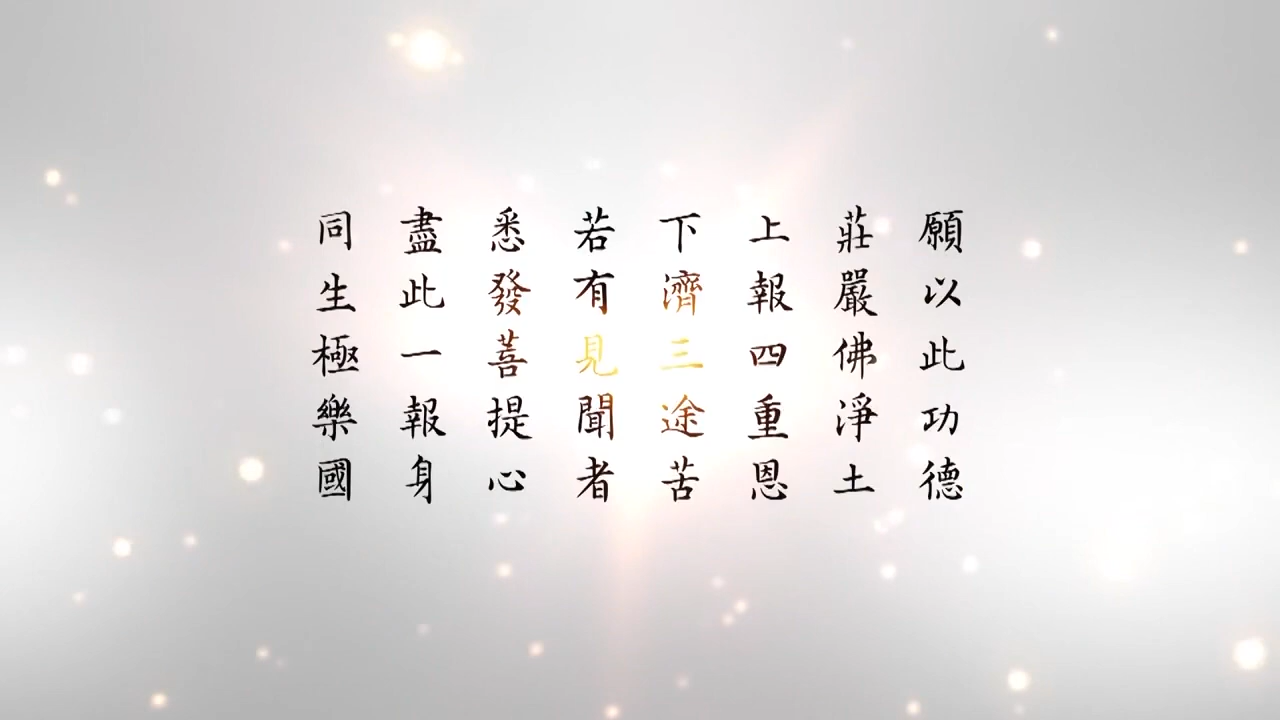 願以此功德
莊嚴佛淨土
上報四重恩
下濟三途苦
若有見聞者
悉發菩提心
盡此一報身
同生極樂國